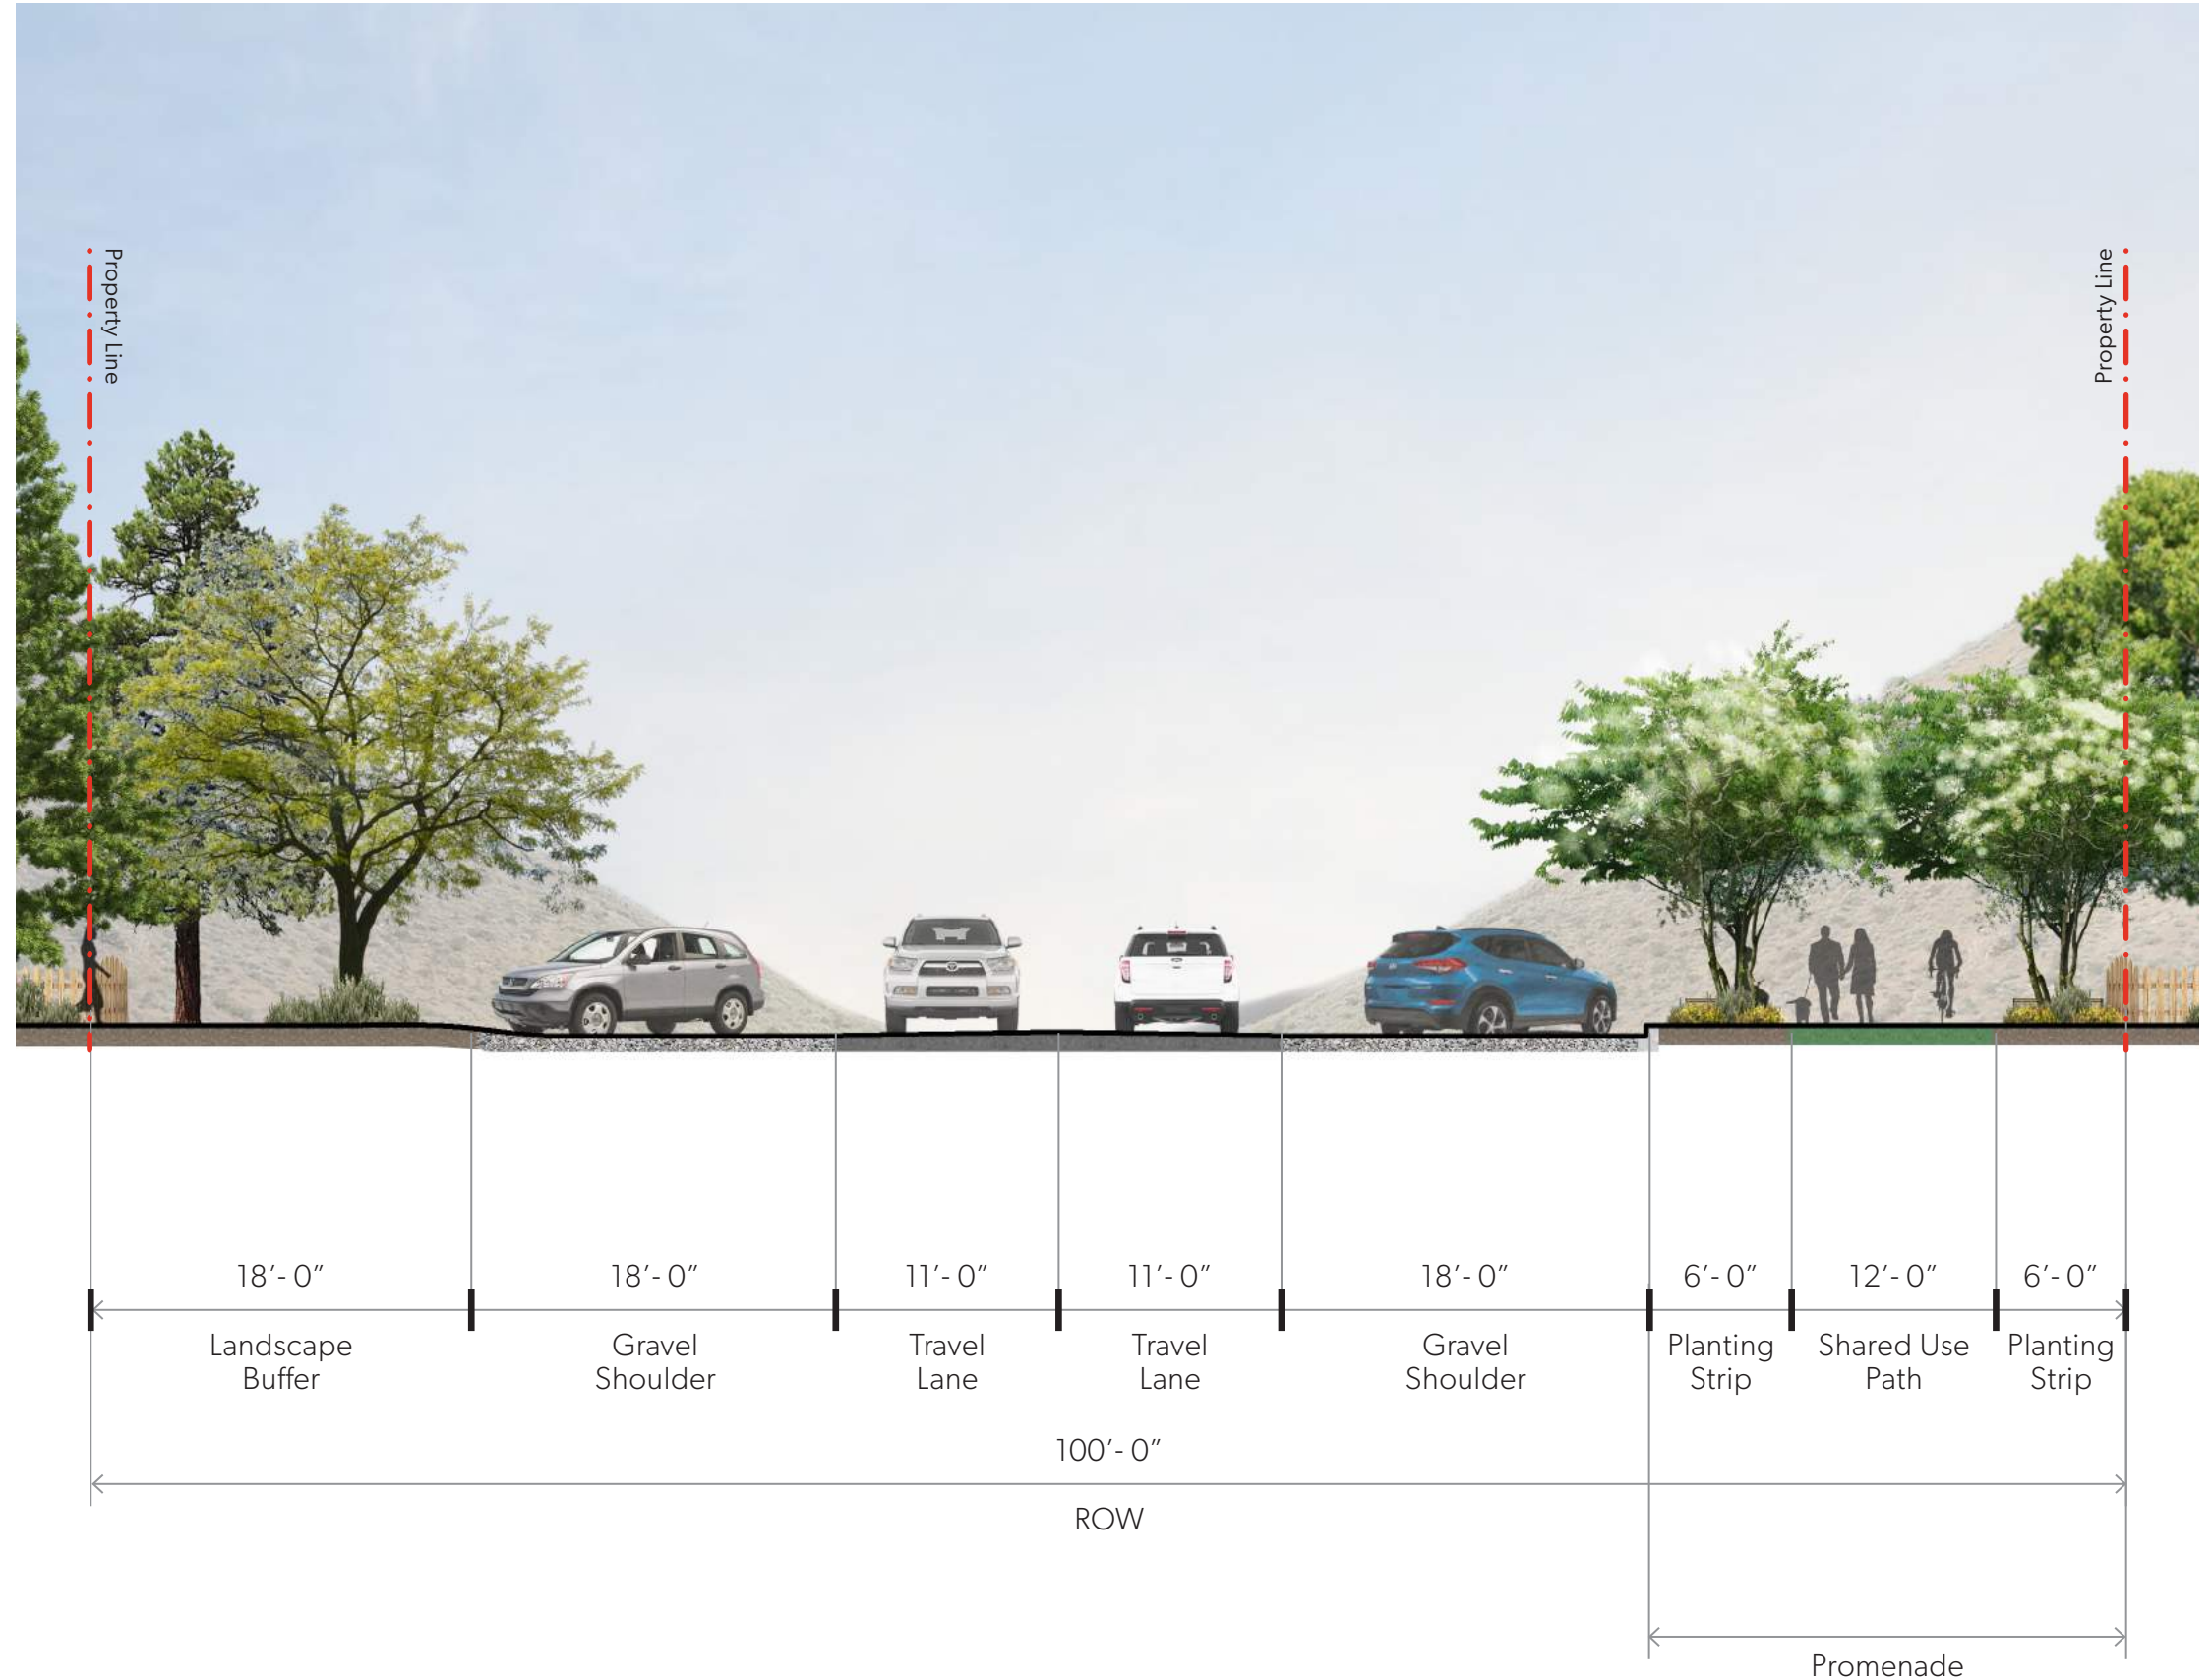 Property Line
Property Line
18’- 0”
18’- 0”
11’- 0”
11’- 0”
18’- 0”
6’- 0”
12’- 0”
6’- 0”
Landscape
Buffer
Gravel
Shoulder
Travel
Lane
Travel
Lane
Gravel
Shoulder
Planting
Strip
Shared Use
Path
Planting
Strip
100’- 0”
ROW
Promenade